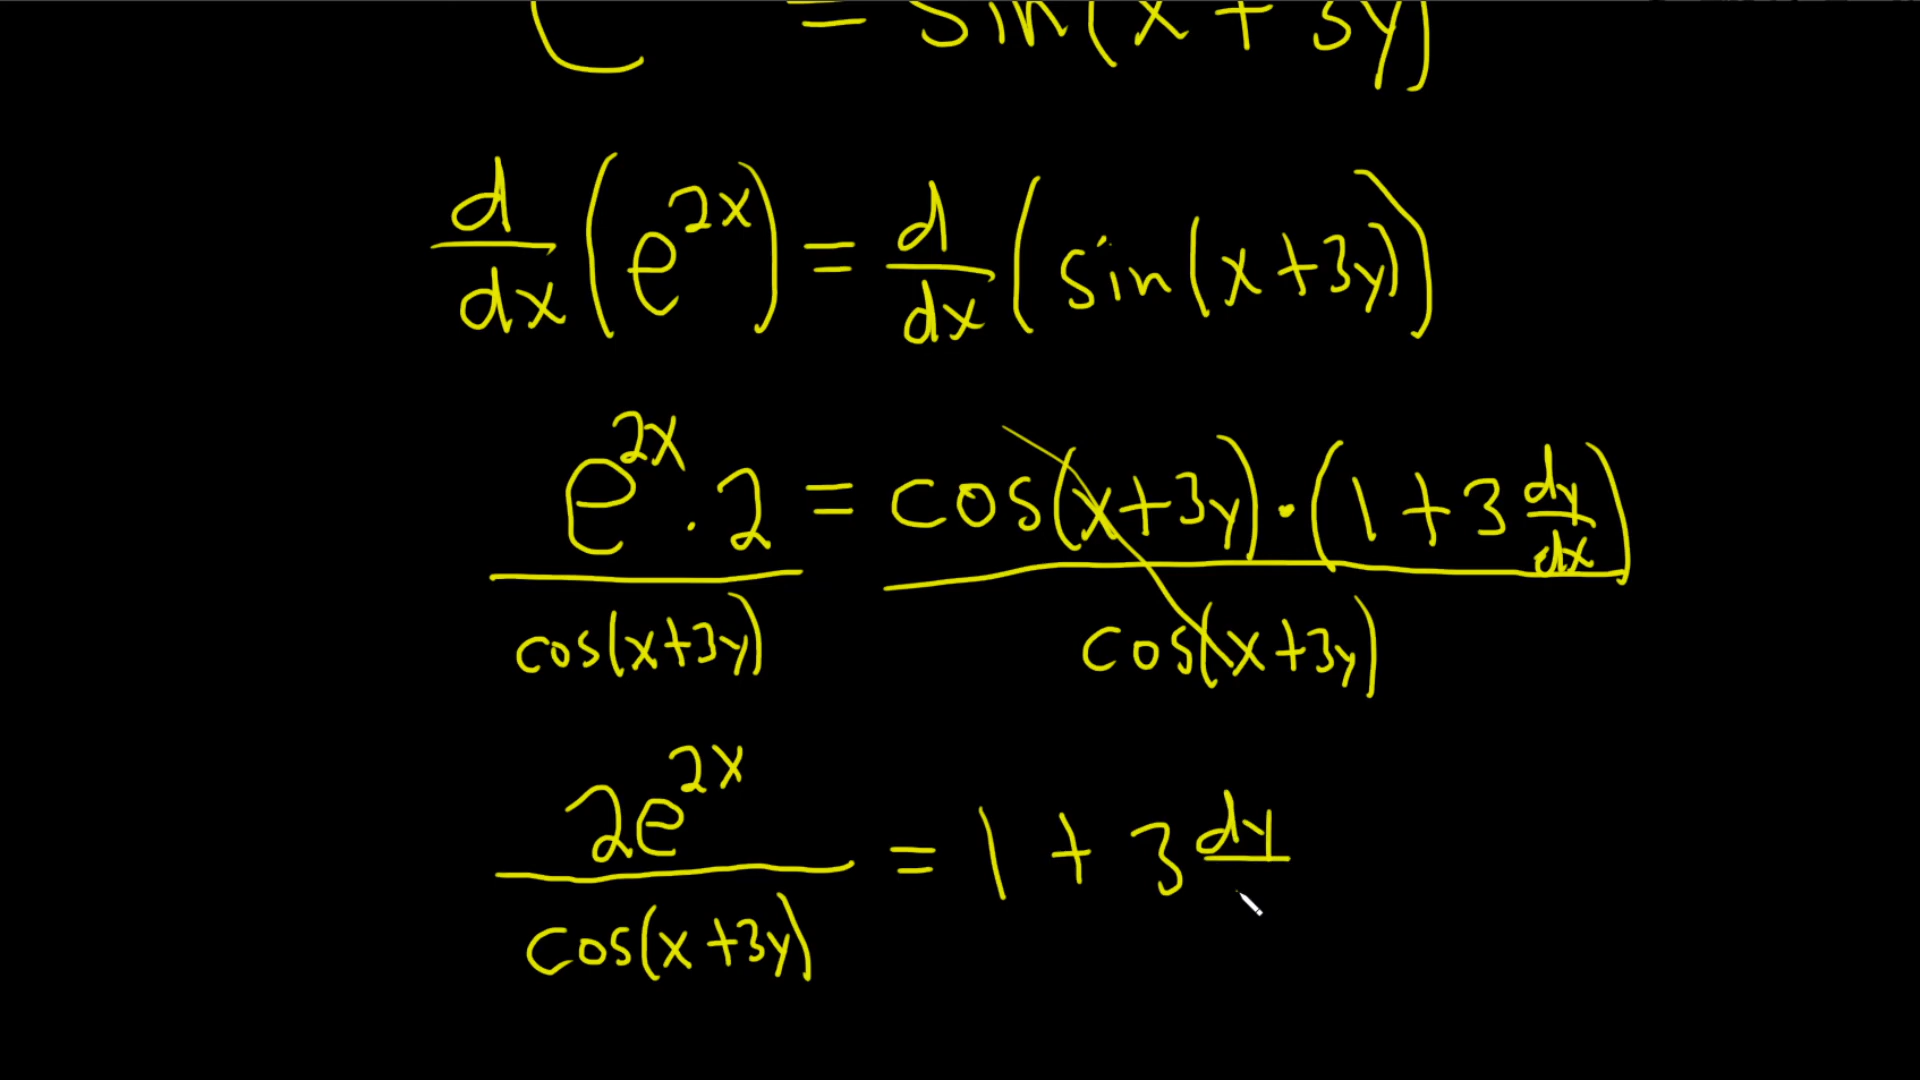 = sin(x + 3y)
d/dx (e^2x) = d/dx (sin(x+3y))
e^2x · 2 / cos(x+3y) = cos(x+3y) · (1 + 3 dy/dx) / cos(x+3y)
2e^2x / cos(x+3y) = 1 + 3 dy